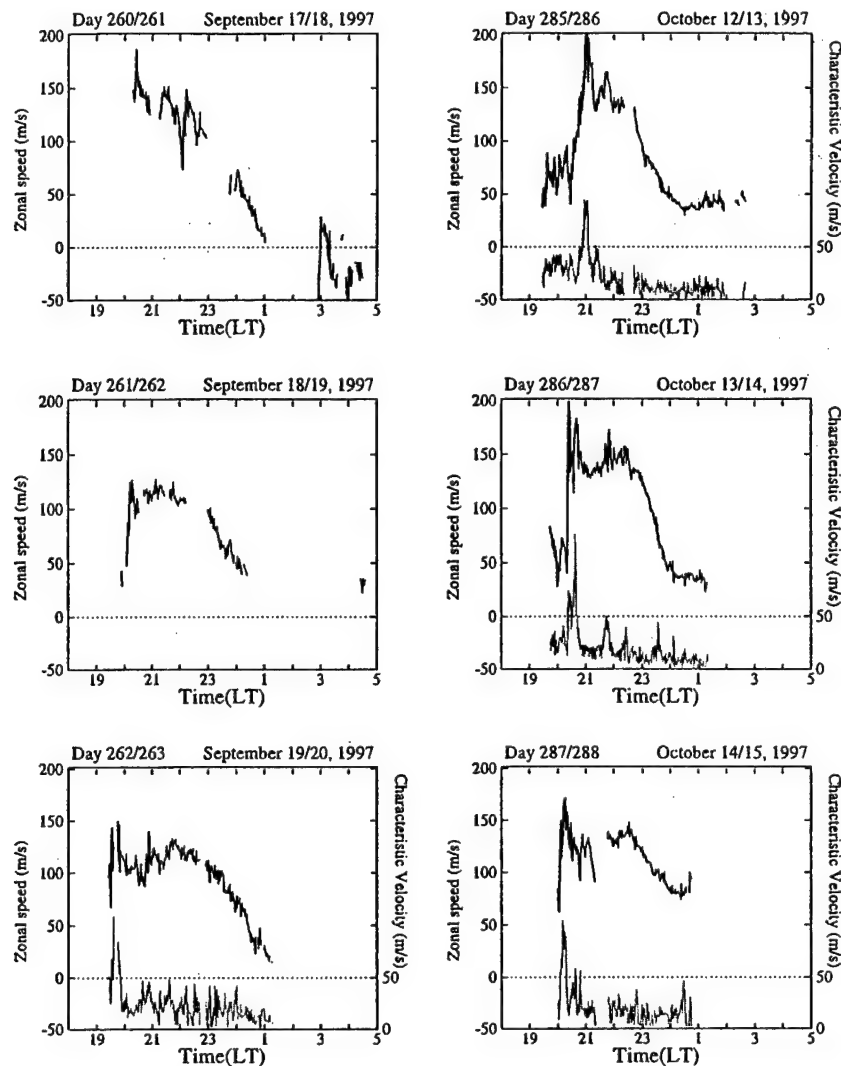 Day 260/261 September 17/18, 1997
200
150
100
50
0
-50
Zonal speed (m/s)
19 21 23 1 3 5
Time(LT)
Day 285/286 October 12/13, 1997
200
150
100
50
0
-50
Zonal speed (m/s)
50
0
Characteristic Velocity (m/s)
19 21 23 1 3 5
Time(LT)
Day 261/262 September 18/19, 1997
200
150
100
50
0
-50
Zonal speed (m/s)
19 21 23 1 3 5
Time(LT)
Day 286/287 October 13/14, 1997
200
150
100
50
0
-50
Zonal speed (m/s)
50
0
Characteristic Velocity (m/s)
19 21 23 1 3 5
Time(LT)
Day 262/263 September 19/20, 1997
200
150
100
50
0
-50
Zonal speed (m/s)
50
0
Characteristic Velocity (m/s)
19 21 23 1 3 5
Time(LT)
Day 287/288 October 14/15, 1997
200
150
100
50
0
-50
Zonal speed (m/s)
50
0
Characteristic Velocity (m/s)
19 21 23 1 3 5
Time(LT)